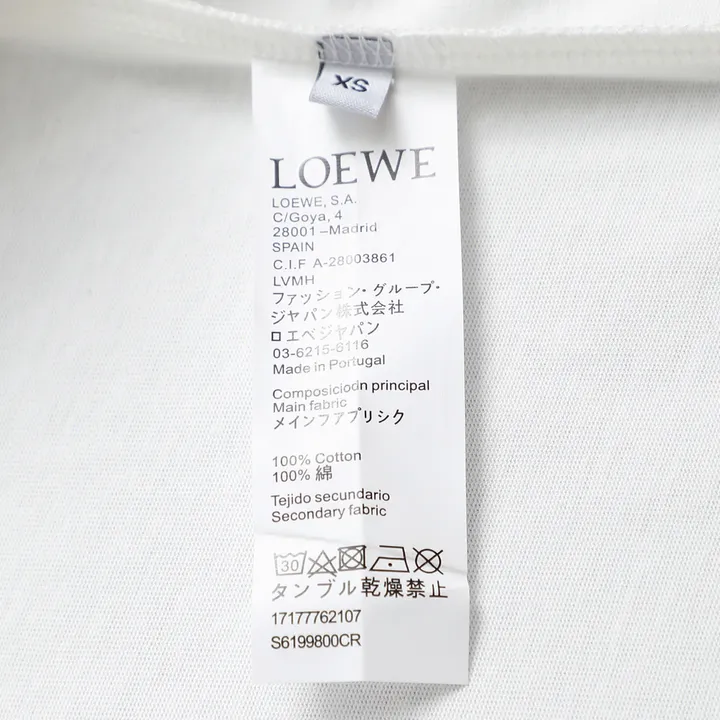 XS
LOEWE
LOEWE, S.A.
C/Goya, 4
28001–Madrid
SPAIN
C.I.F A-28003861
LVMH
ファッション・グループ・
ジャパン株式会社
ロエベジャパン
03-6215-6116
Made in Portugal
Composicioɗn principal
Main fabric
メインファプリシク
100% Cotton
100% 綿
Tejido secundario
Secondary fabric
30
タンブル乾燥禁止
17177762107
S6199800CR